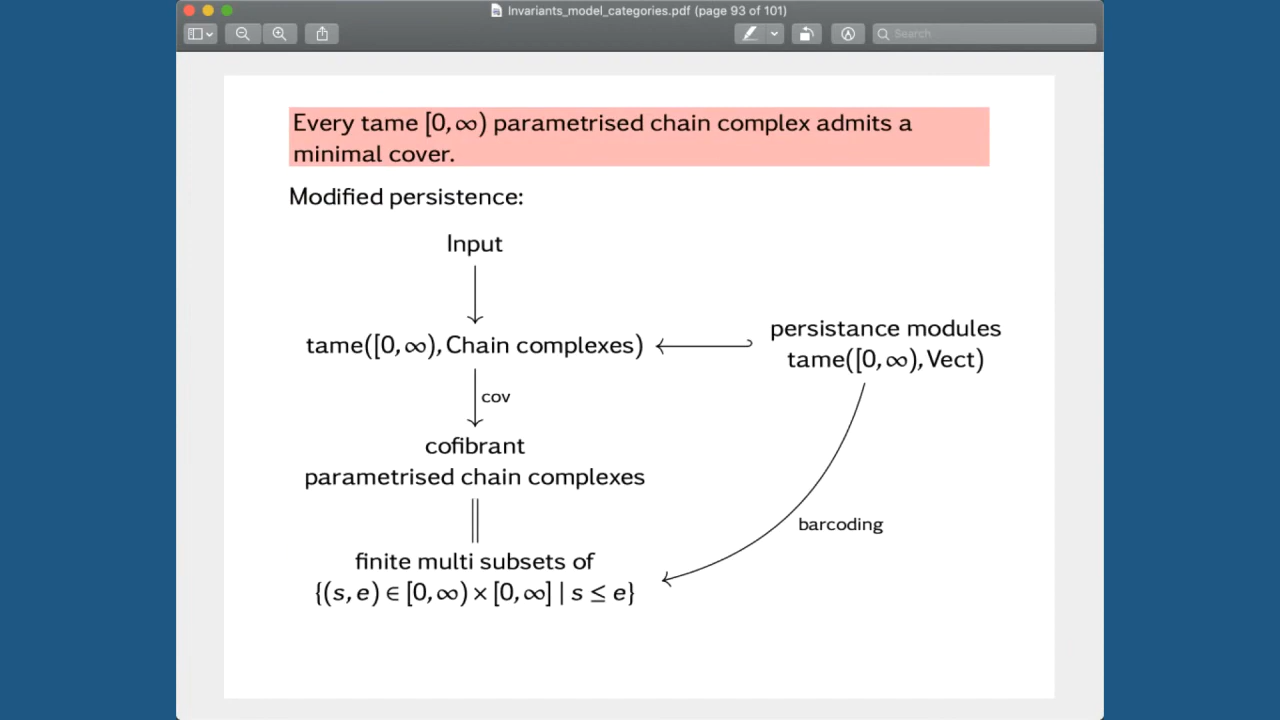 Invariants_model_categories.pdf (page 93 of 101)
Search
Every tame [0, ∞) parametrised chain complex admits a
minimal cover.
Modified persistence:
Input
tame([0, ∞), Chain complexes)
persistance modules
tame([0, ∞), Vect)
cov
cofibrant
parametrised chain complexes
barcoding
finite multi subsets of
{(s, e) ∈ [0, ∞) × [0, ∞] | s ≤ e}